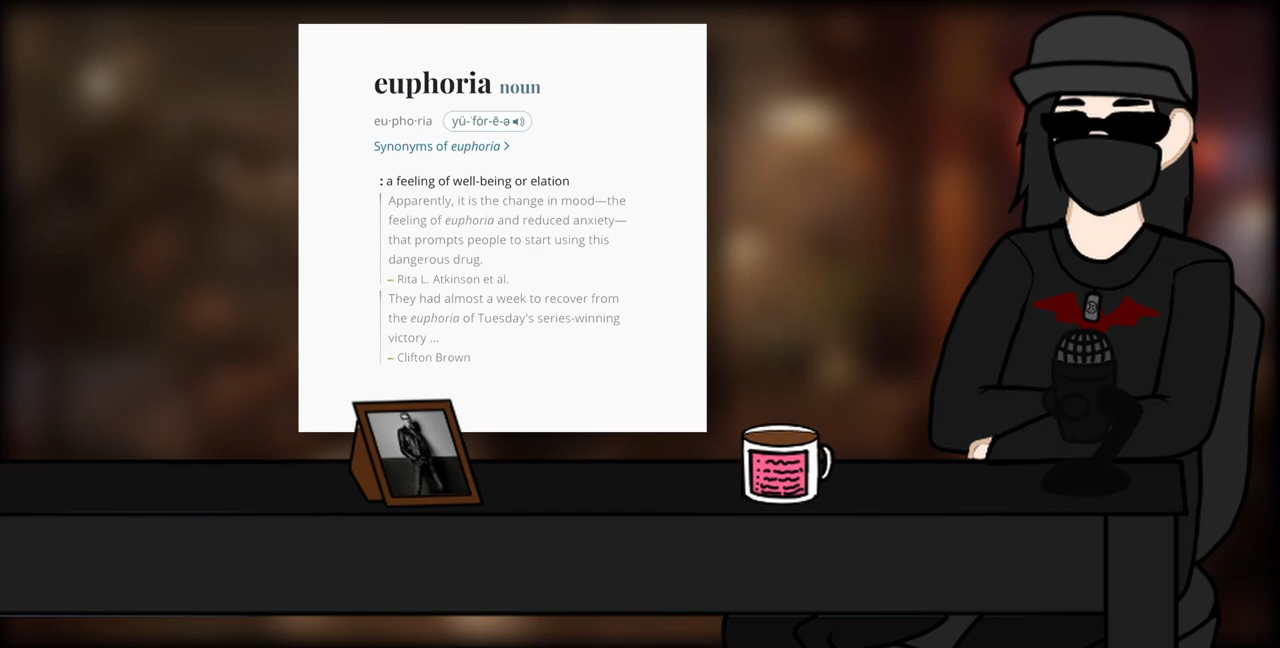 euphoria noun
eu·pho·ria yü-ˈfȯr-ē-ə
Synonyms of euphoria >
: a feeling of well-being or elation
Apparently, it is the change in mood—the
feeling of euphoria and reduced anxiety—
that prompts people to start using this
dangerous drug.
– Rita L. Atkinson et al.
They had almost a week to recover from
the euphoria of Tuesday's series-winning
victory ...
– Clifton Brown